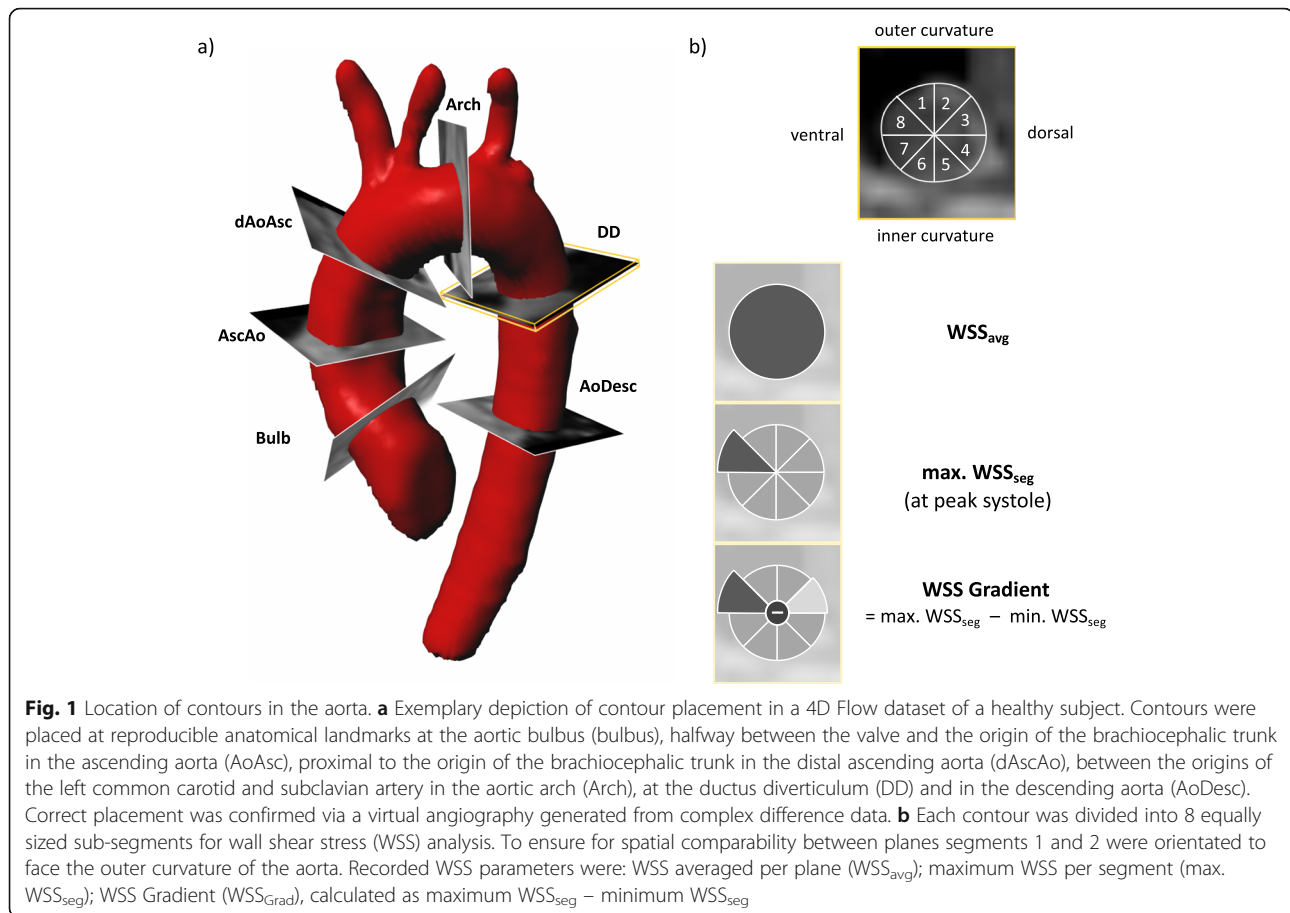 a)
Arch
dAoAsc
DD
AscAo
AoDesc
Bulb
b)
outer curvature
1 2
8 3
ventral
dorsal
7 4
6 5
inner curvature
WSSavg
max. WSSseg
(at peak systole)
WSS Gradient
= max. WSSseg – min. WSSseg
Fig. 1 Location of contours in the aorta. a Exemplary depiction of contour placement in a 4D Flow dataset of a healthy subject. Contours were
placed at reproducible anatomical landmarks at the aortic bulbus (bulbus), halfway between the valve and the origin of the brachiocephalic trunk
in the ascending aorta (AoAsc), proximal to the origin of the brachiocephalic trunk in the distal ascending aorta (dAscAo), between the origins of
the left common carotid and subclavian artery in the aortic arch (Arch), at the ductus diverticulum (DD) and in the descending aorta (AoDesc).
Correct placement was confirmed via a virtual angiography generated from complex difference data. b Each contour was divided into 8 equally
sized sub-segments for wall shear stress (WSS) analysis. To ensure for spatial comparability between planes segments 1 and 2 were orientated to
face the outer curvature of the aorta. Recorded WSS parameters were: WSS averaged per plane (WSSavg); maximum WSS per segment (max.
WSSseg); WSS Gradient (WSSGrad), calculated as maximum WSSseg – minimum WSSseg